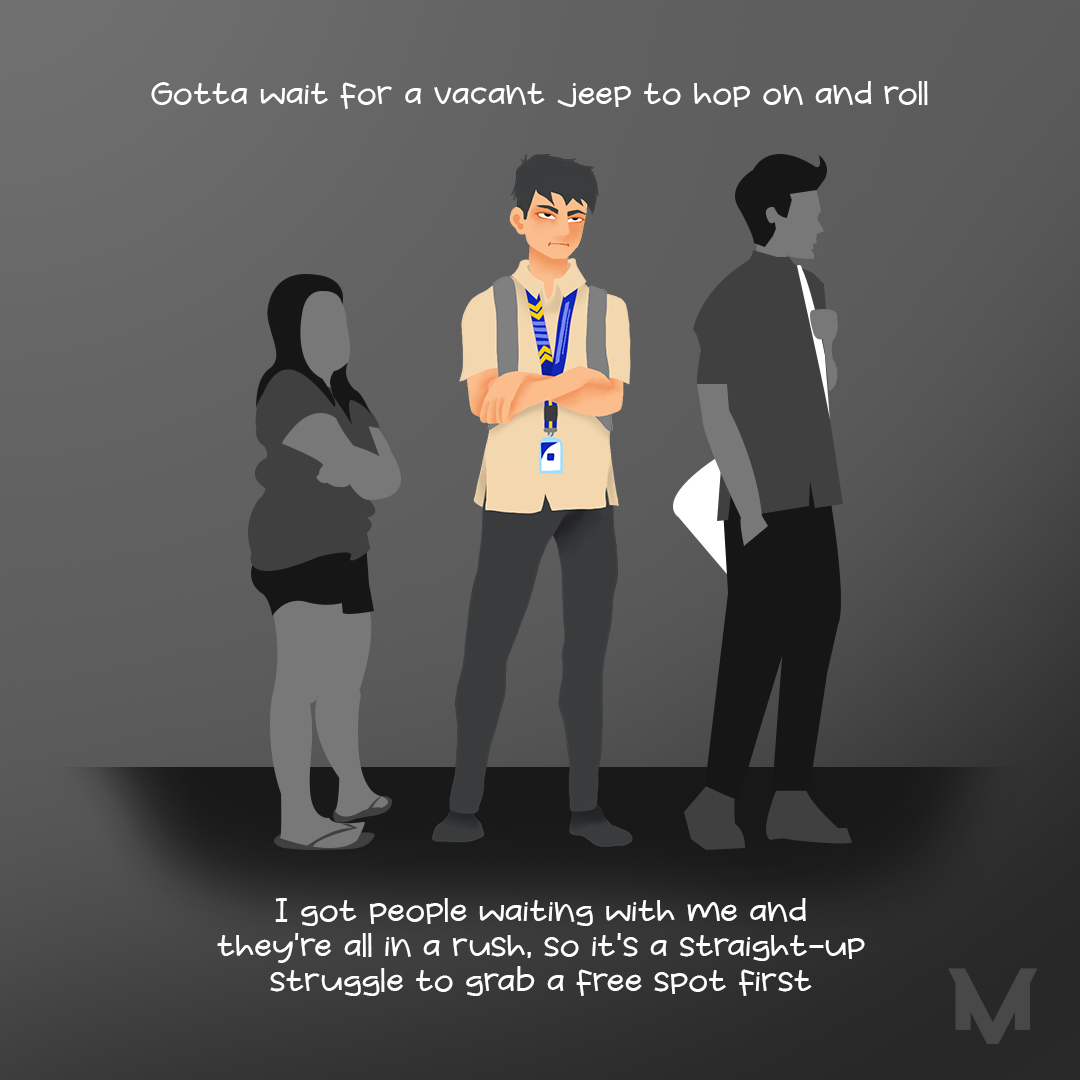 Gotta wait for a vacant jeep to hop on and roll
I got people waiting with me and
they're all in a rush, so it's a straight-up
struggle to grab a free spot first